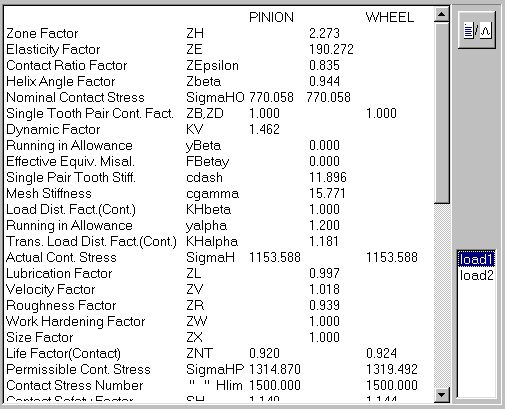 PINION WHEEL
Zone Factor ZH 2.273
Elasticity Factor ZE 190.272
Contact Ratio Factor ZEpsilon 0.835
Helix Angle Factor Zbeta 0.944
Nominal Contact Stress SigmaHO 770.058 770.058
Single Tooth Pair Cont. Fact. ZB,ZD 1.000 1.000
Dynamic Factor KV 1.462
Running in Allowance yBeta 0.000
Effective Equiv. Misal. FBetay 0.000
Single Pair Tooth Stiff. cdash 11.896
Mesh Stiffness cgamma 15.771
Load Dist. Fact.(Cont.) KHbeta 1.000
Running in Allowance yalpha 1.200
Trans. Load Dist. Fact.(Cont.) KHalpha 1.181
Actual Cont. Stress SigmaH 1153.588 1153.588
Lubrication Factor ZL 0.997
Velocity Factor ZV 1.018
Roughness Factor ZR 0.939
Work Hardening Factor ZW 1.000
Size Factor ZX 1.000
Life Factor(Contact) ZNT 0.920 0.924
Permissible Cont. Stress SigmaHP 1314.870 1319.492
Contact Stress Number " " Hlim 1500.000 1500.000
Contact Safety Factor SH 1.140 1.144
load1
load2